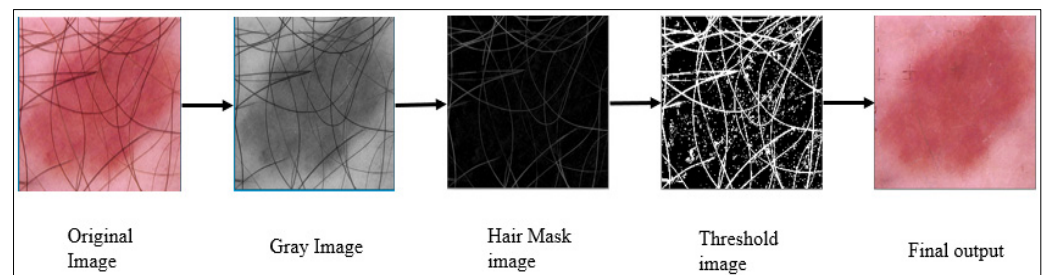 Original
Image
Gray Image
Hair Mask
image
Threshold
image
Final output